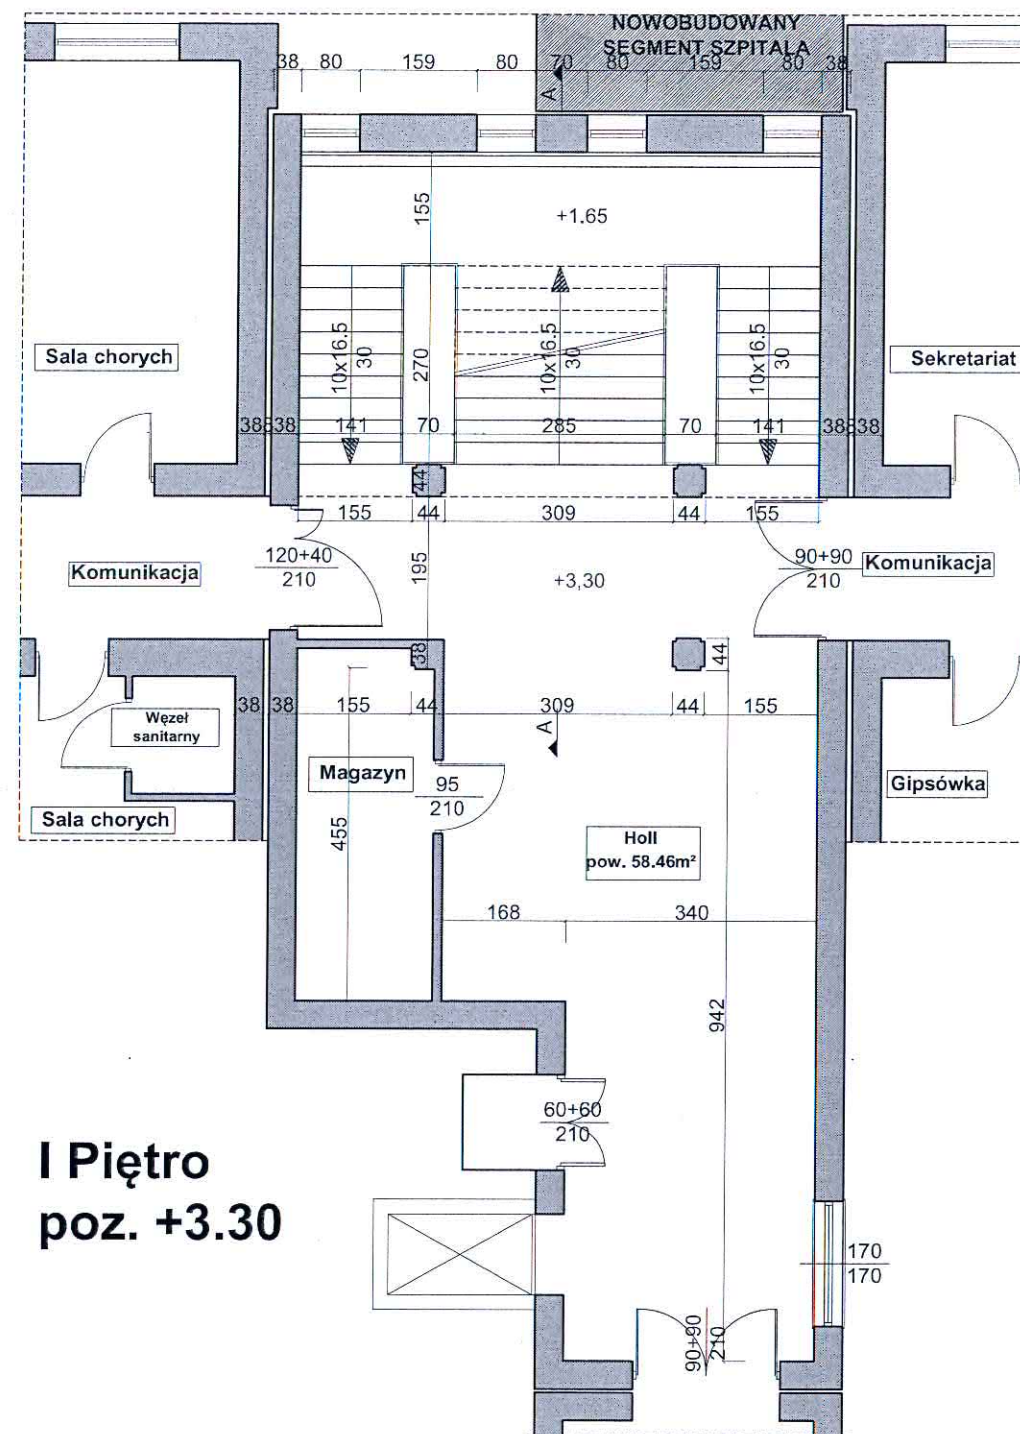 NOWOBUDOWANY
SEGMENT SZPITALA
38 80 159 80 70 80 159 80 38
A
155
+1.65
Sala chorych
10x16.5
30
270
10x16.5
30
10x16.5
30
Sekretariat
38 8 38 141 70 285 70 141 38 8 38
44
155 44 309 44 155
120+40
210
195
+3,30
90+90
210
Komunikacja
Komunikacja
38
44
38 38 155 44 309 44 155
Węzeł
sanitarny
A
Magazyn
95
210
Gipsówka
Sala chorych
455
Holl
pow. 58.46m²
168 340
942
60+60
210
I Piętro
poz. +3.30
170
170
90+90
210